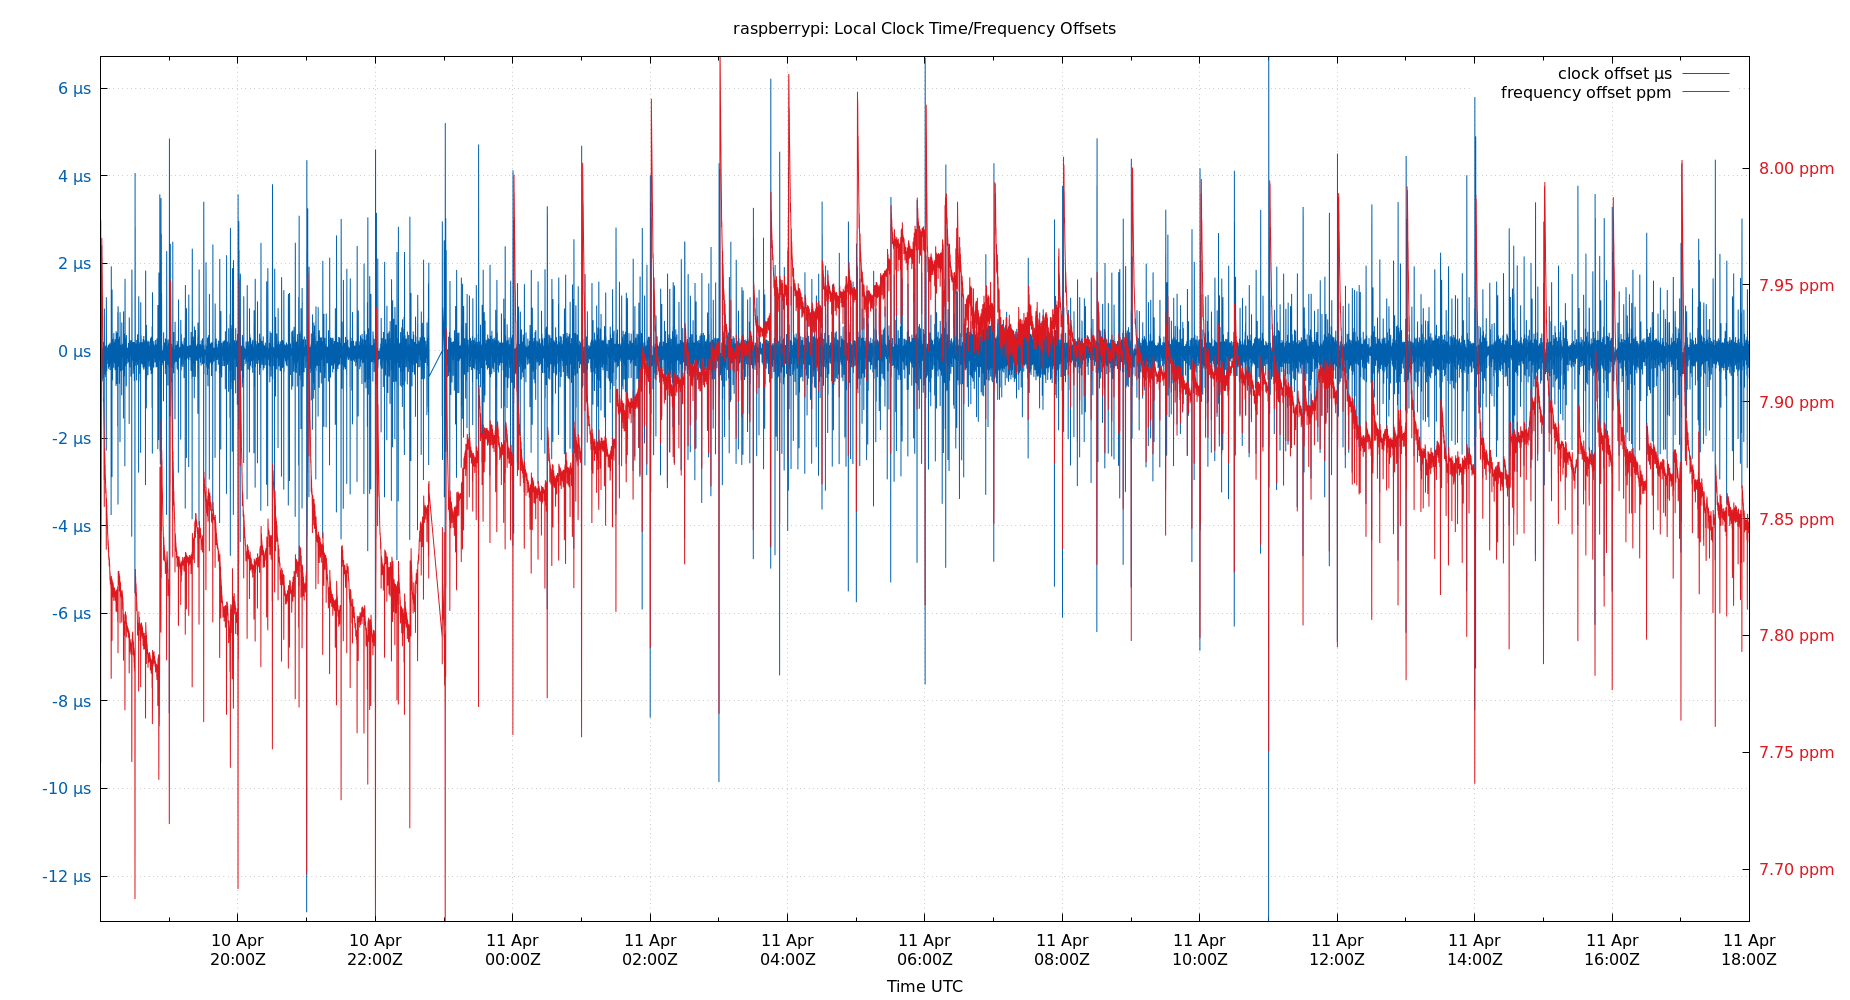 raspberrypi: Local Clock Time/Frequency Offsets
clock offset µs
frequency offset ppm
6 µs
4 µs
2 µs
0 µs
-2 µs
-4 µs
-6 µs
-8 µs
-10 µs
-12 µs
8.00 ppm
7.95 ppm
7.90 ppm
7.85 ppm
7.80 ppm
7.75 ppm
7.70 ppm
10 Apr
20:00Z
10 Apr
22:00Z
11 Apr
00:00Z
11 Apr
02:00Z
11 Apr
04:00Z
11 Apr
06:00Z
11 Apr
08:00Z
11 Apr
10:00Z
11 Apr
12:00Z
11 Apr
14:00Z
11 Apr
16:00Z
11 Apr
18:00Z
Time UTC